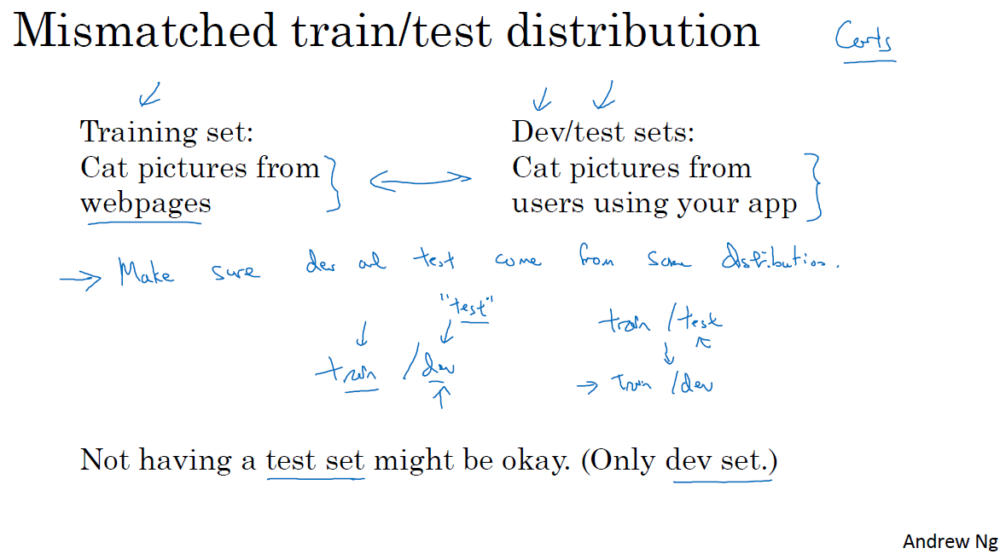 Mismatched train/test distribution
Cats
Training set:
Cat pictures from
webpages
Dev/test sets:
Cat pictures from
users using your app
→ Make sure dev and test come from same distribution.
"test"
train / dev
train / test
→ train / dev
Not having a test set might be okay. (Only dev set.)
Andrew Ng